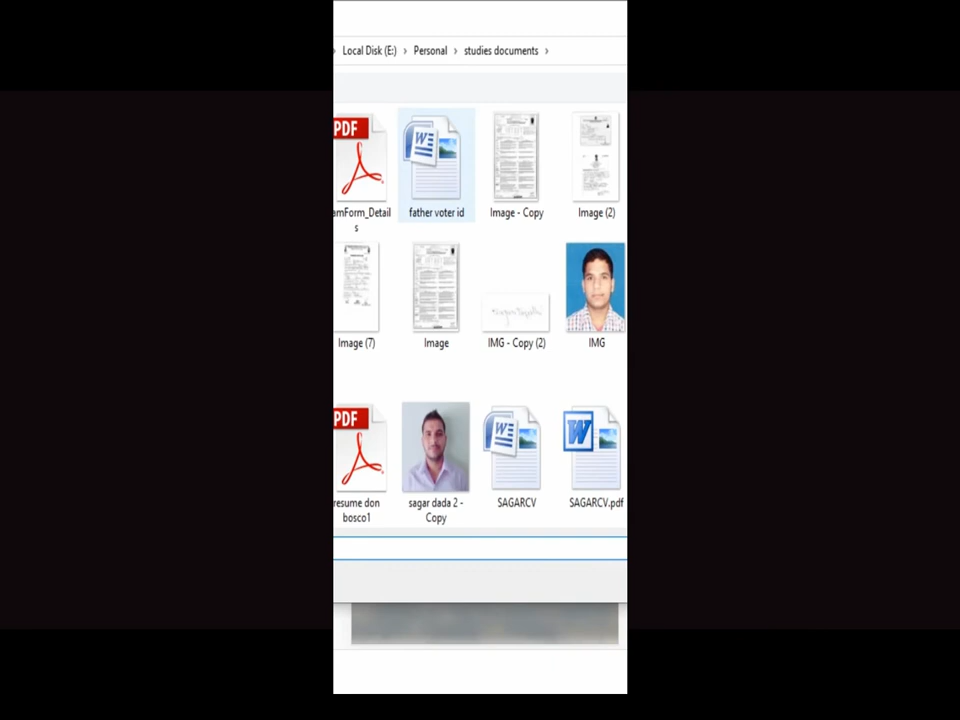 Local Disk (E:) › Personal › studies documents ›
PDF
amForm_Detail
s
father voter id
Image - Copy
Image (2)
Image (7)
Image
IMG - Copy (2)
IMG
PDF
resume don
bosco1
sagar dada 2 -
Copy
SAGARCV
SAGARCV.pdf